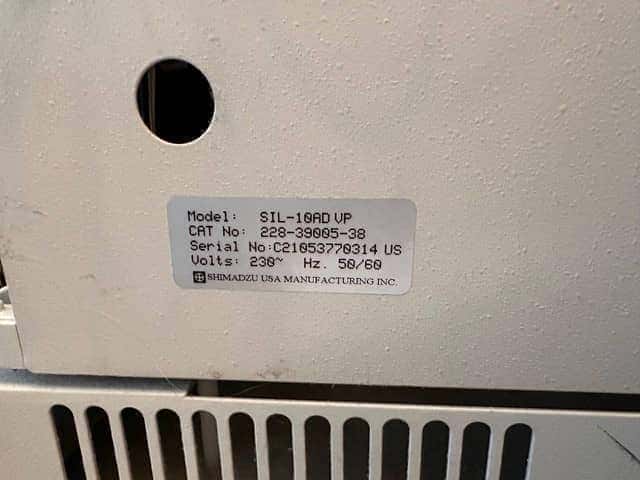 Model: SIL-10AD VP
CAT No: 228-39005-38
Serial No:C21053770314 US
Volts: 230~ Hz. 50/60
SHIMADZU USA MANUFACTURING INC.